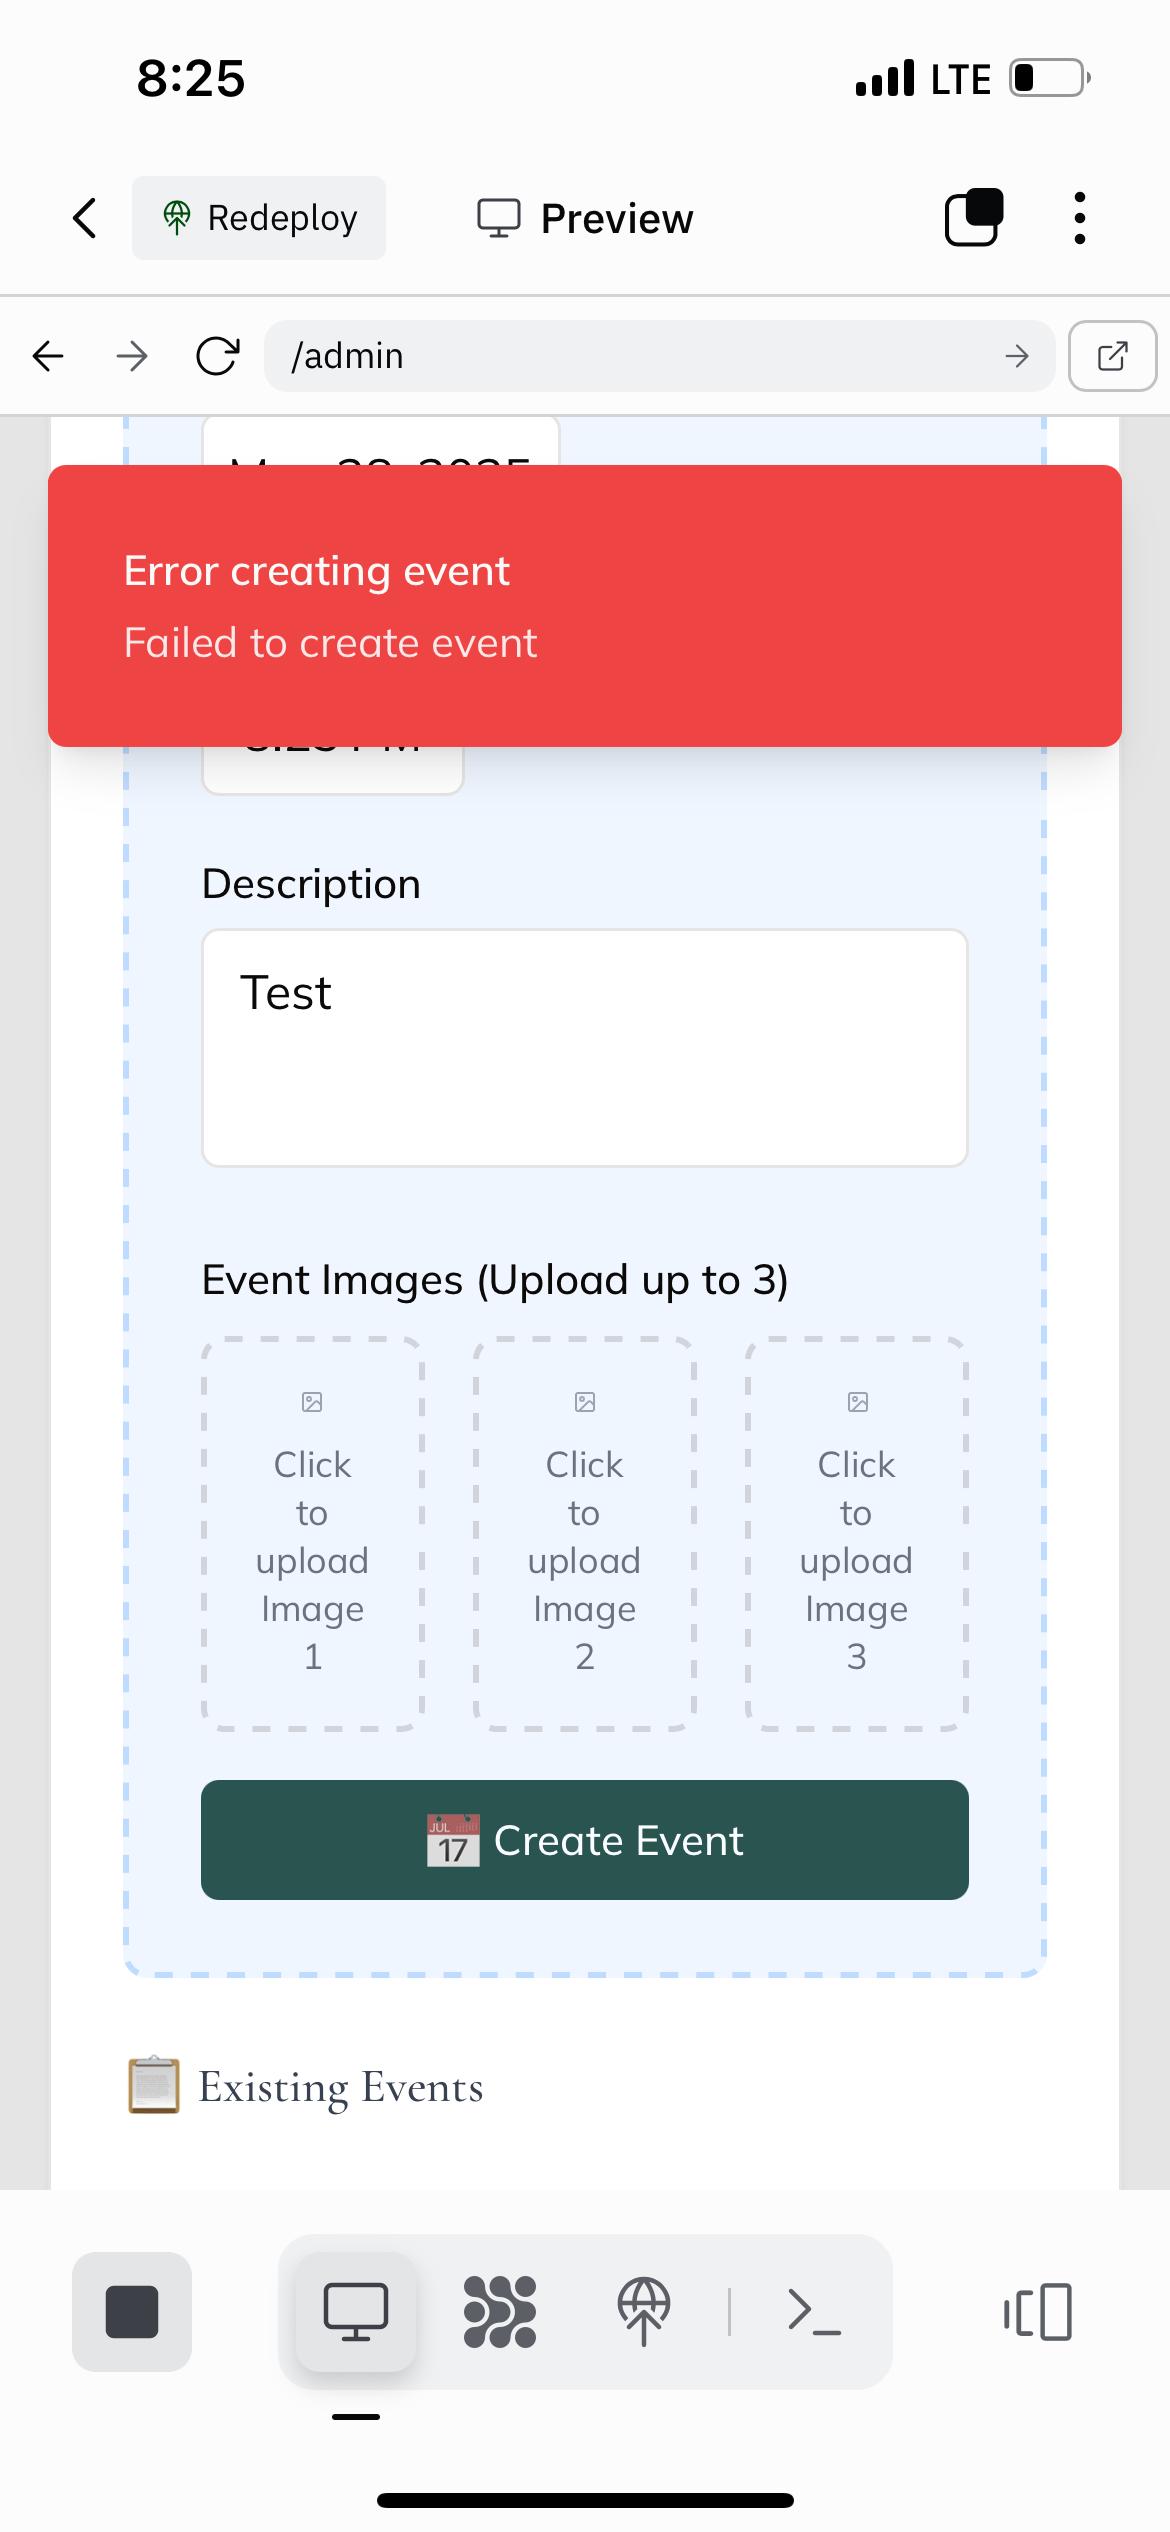 8:25
LTE
Redeploy
Preview
/admin
2025
Error creating event
Failed to create event
Description
Test
Event Images (Upload up to 3)
Click to upload Image 1
Click to upload Image 2
Click to upload Image 3
JUL 17 Create Event
Existing Events